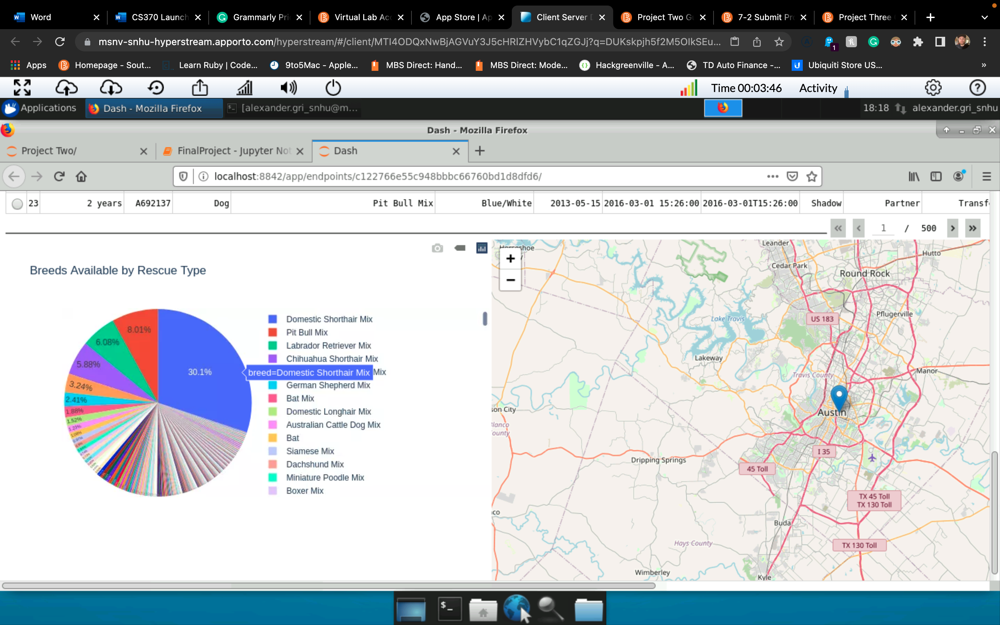 Word
CS370 Launch
Grammarly Pri
Virtual Lab Acc
App Store | Ap
Client Server D
Project Two Gu
7-2 Submit Pro
Project Three
msnv-snhu-hyperstream.apporto.com/hyperstream/#/client/MTI4ODQxNwBjAGVuY3J5cHRlZHVybC1qZGJj?q=DUKskpjh5f2M5OIkSEu...
1
Apps
Homepage - Sout...
Learn Ruby | Code...
9to5Mac - Apple...
MBS Direct: Hand...
MBS Direct: Mode...
Hackgreenville - A...
TD Auto Finance -...
Ubiquiti Store US...
»
Time 00:03:46
Activity
Applications
Dash - Mozilla Firefox
[alexander.gri_snhu@m...
18:18
alexander.gri_snhu
Dash - Mozilla Firefox
Project Two/
FinalProject - Jupyter Not
Dash
localhost:8842/app/endpoints/c122766e55c948bbbc66760bd1d8dfd6/
23 2 years A692137 Dog Pit Bull Mix Blue/White 2013-05-15 2016-03-01 15:26:00 2016-03-01T15:26:00 Shadow Partner Transf
« ‹ 1 / 500 › »
Breeds Available by Rescue Type
30.1%
8.01%
6.08%
5.88%
3.24%
2.41%
1.88%
1.52%
1.23%
breed=Domestic Shorthair Mix
Domestic Shorthair Mix
Pit Bull Mix
Labrador Retriever Mix
Chihuahua Shorthair Mix
Mix
German Shepherd Mix
Bat Mix
Domestic Longhair Mix
Australian Cattle Dog Mix
Bat
Siamese Mix
Dachshund Mix
Miniature Poodle Mix
Boxer Mix
+
−
Leander
Hutto
Cedar Park
Round Rock
Pflugerville
US 183
Lake Travis
Lakeway
Manor
Travis County
Austin
son City
Blanco
County
I 35
Dripping Springs
45 Toll
TX 45 Toll
TX 130 Toll
co
Buda
Hays County
TX 130 Toll
Wimberley
Kyle
$_